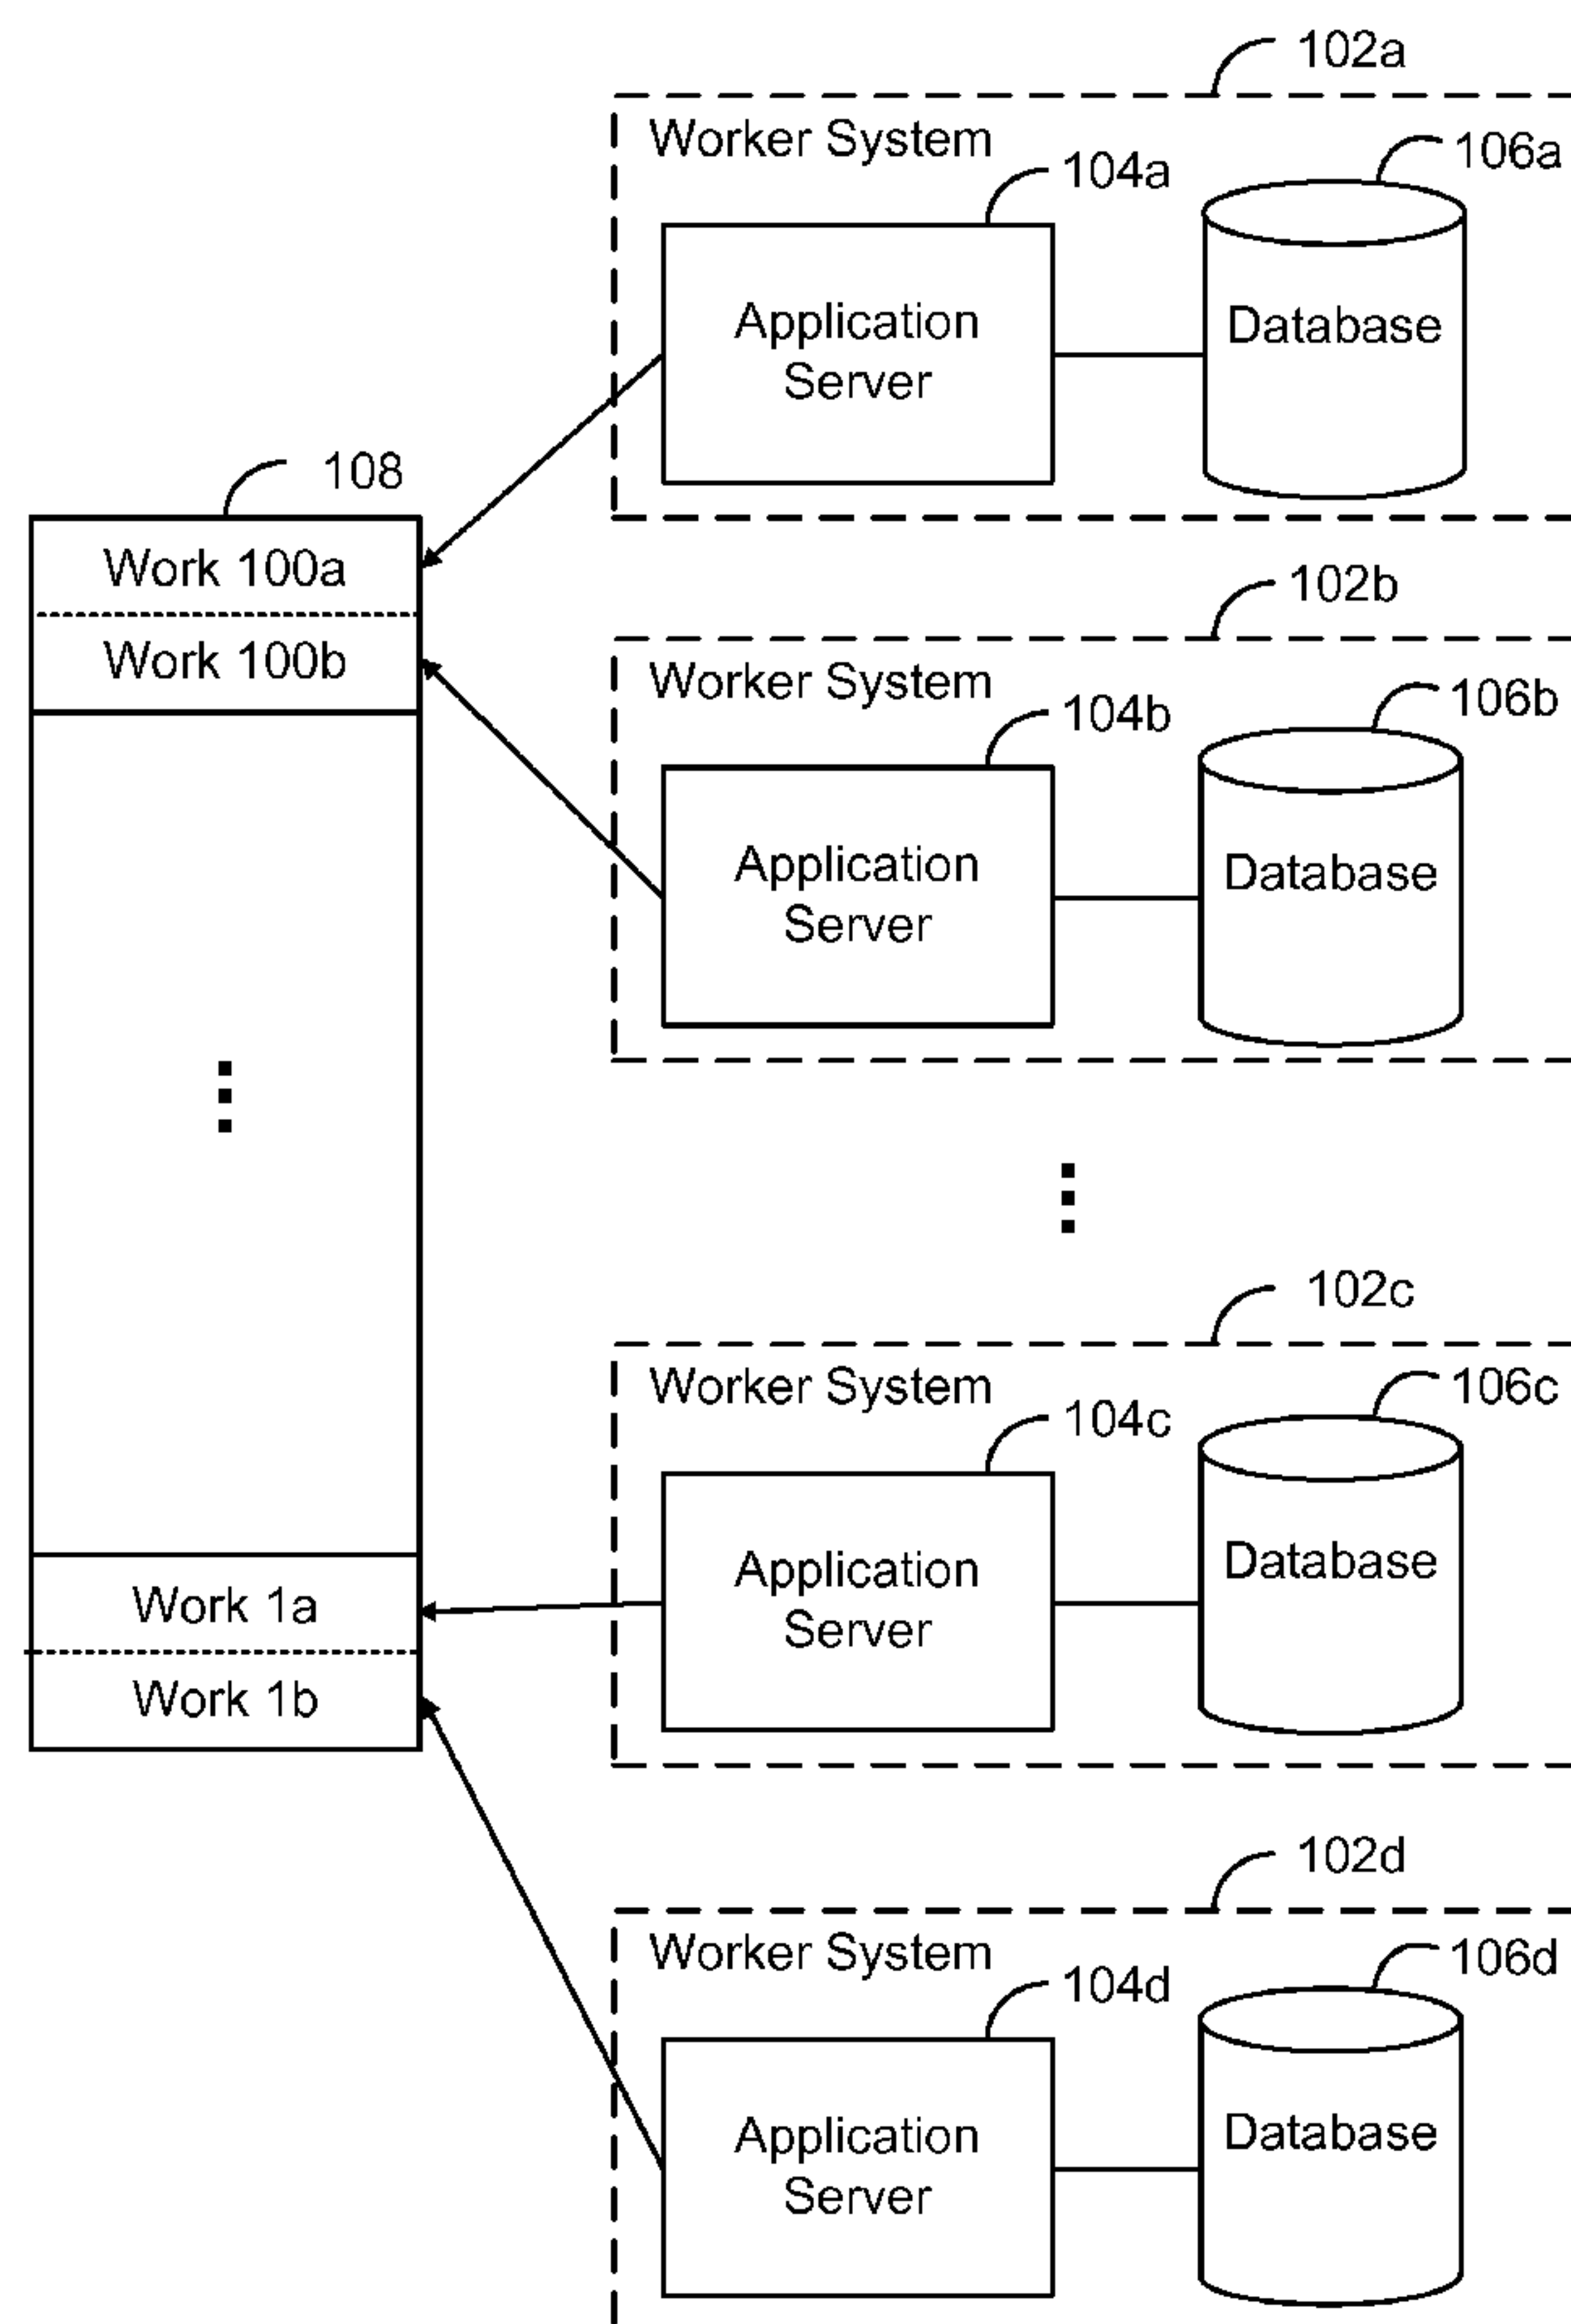 102a
Worker System
106a
104a
Application
Server
Database
108
Work 100a
Work 100b
102b
Worker System
106b
104b
Application
Server
Database
102c
Worker System
106c
104c
Application
Server
Database
Work 1a
Work 1b
102d
Worker System
106d
104d
Application
Server
Database